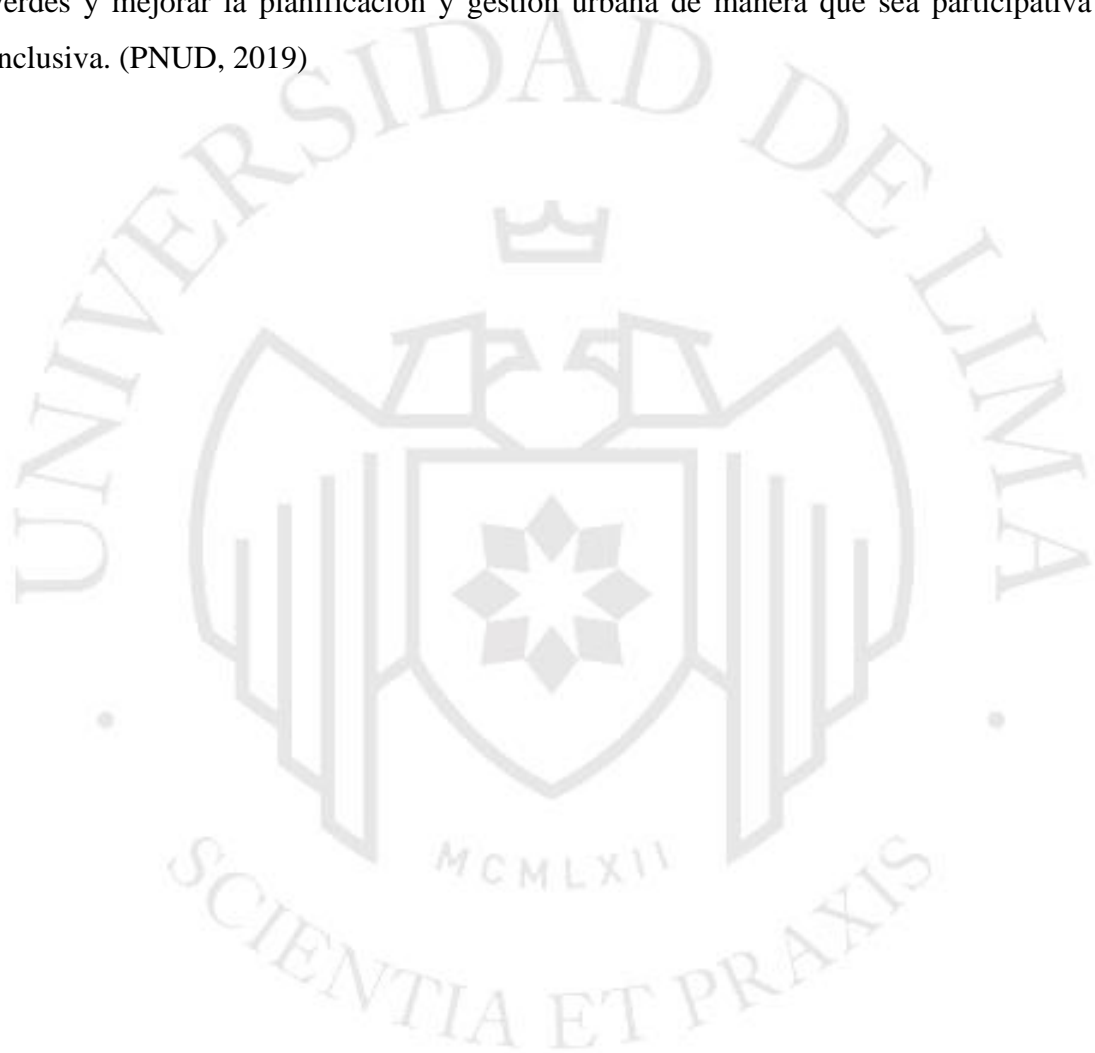 verdes y mejorar la planificación y gestión urbana de manera que sea participativa
inclusiva. (PNUD, 2019)
UNIVERSIDAD DE LIMA
MCMLXII
SCIENTIA ET PRAXIS